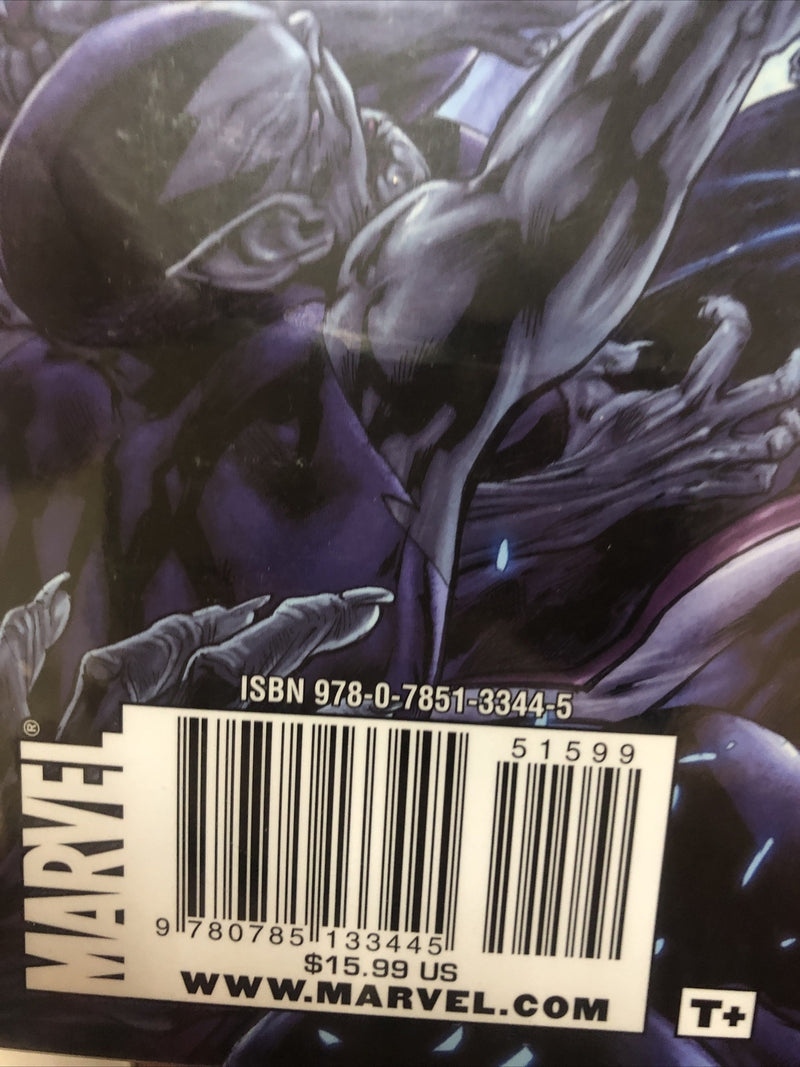 ISBN 978-0-7851-3344-5
MARVEL®
51599
9 780785 133445
$15.99 US
WWW.MARVEL.COM
T+